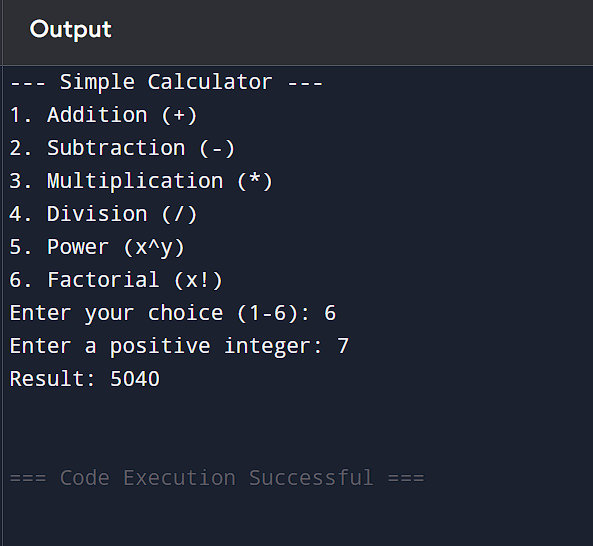 Output
--- Simple Calculator ---
1. Addition (+)
2. Subtraction (-)
3. Multiplication (*)
4. Division (/)
5. Power (x^y)
6. Factorial (x!)
Enter your choice (1-6): 6
Enter a positive integer: 7
Result: 5040
=== Code Execution Successful ===